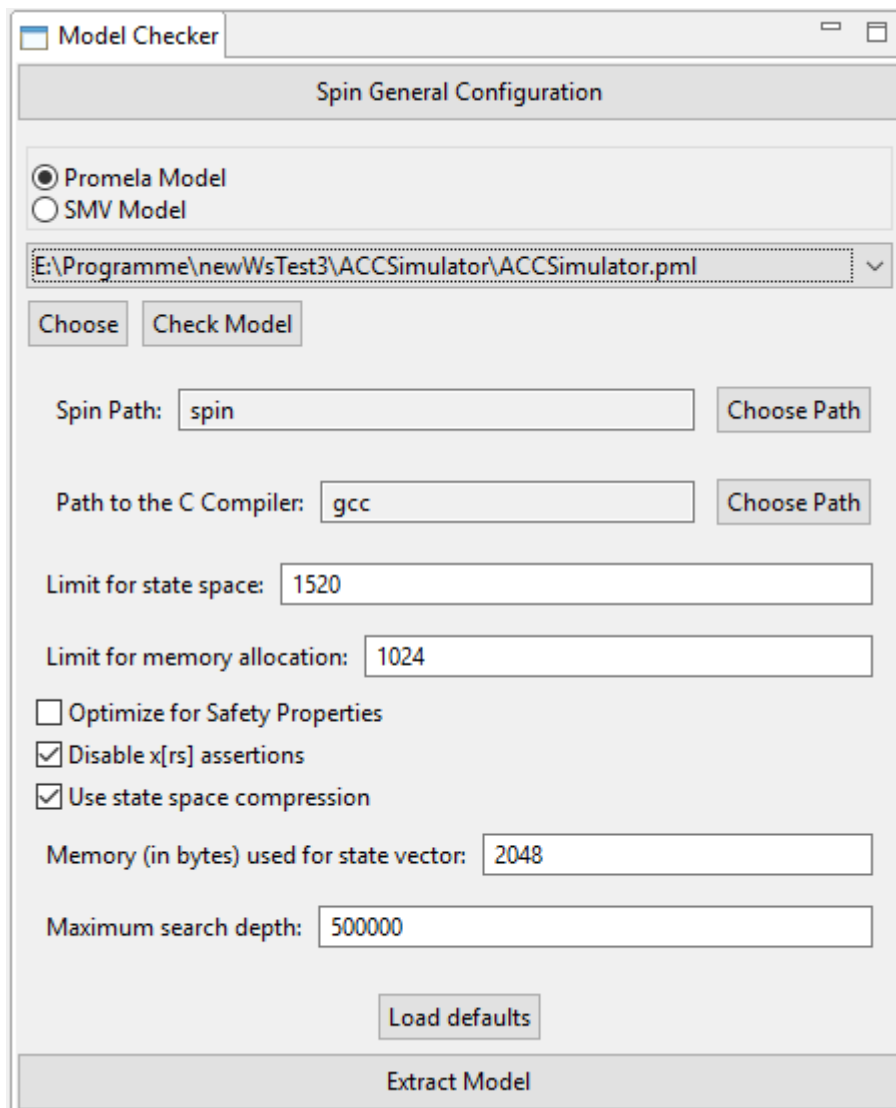 Model Checker
Spin General Configuration
Promela Model
SMV Model
E:\Programme\newWsTest3\ACCSimulator\ACCSimulator.pml
Choose Check Model
Spin Path: spin Choose Path
Path to the C Compiler: gcc Choose Path
Limit for state space: 1520
Limit for memory allocation: 1024
Optimize for Safety Properties
Disable x[rs] assertions
Use state space compression
Memory (in bytes) used for state vector: 2048
Maximum search depth: 500000
Load defaults
Extract Model